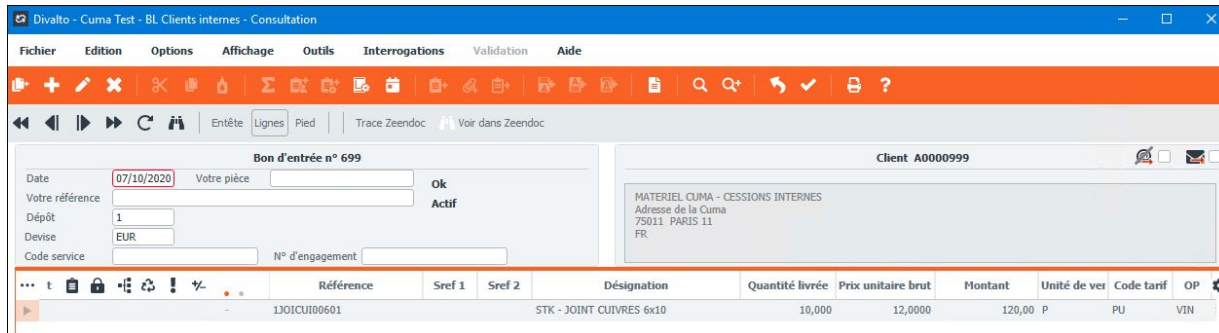 Divalto - Cuma Test - BL Clients internes - Consultation
Fichier Edition Options Affichage Outils Interrogations Validation Aide
Entête Lignes Pied Trace Zeendoc Voir dans Zeendoc
Bon d'entrée n° 699
Date 07/10/2020 Votre pièce Ok
Votre référence Actif
Dépôt 1
Devise EUR
Code service N° d'engagement
Client A0000999
MATERIEL CUMA - CESSIONS INTERNES
Adresse de la Cuma
75011 PARIS 11
FR
... t Référence Sref 1 Sref 2 Désignation Quantité livrée Prix unitaire brut Montant Unité de ver Code tarif OP
1JOICUI00601 STK - JOINT CUIVRES 6x10 10,000 12,0000 120,00 P PU VIN